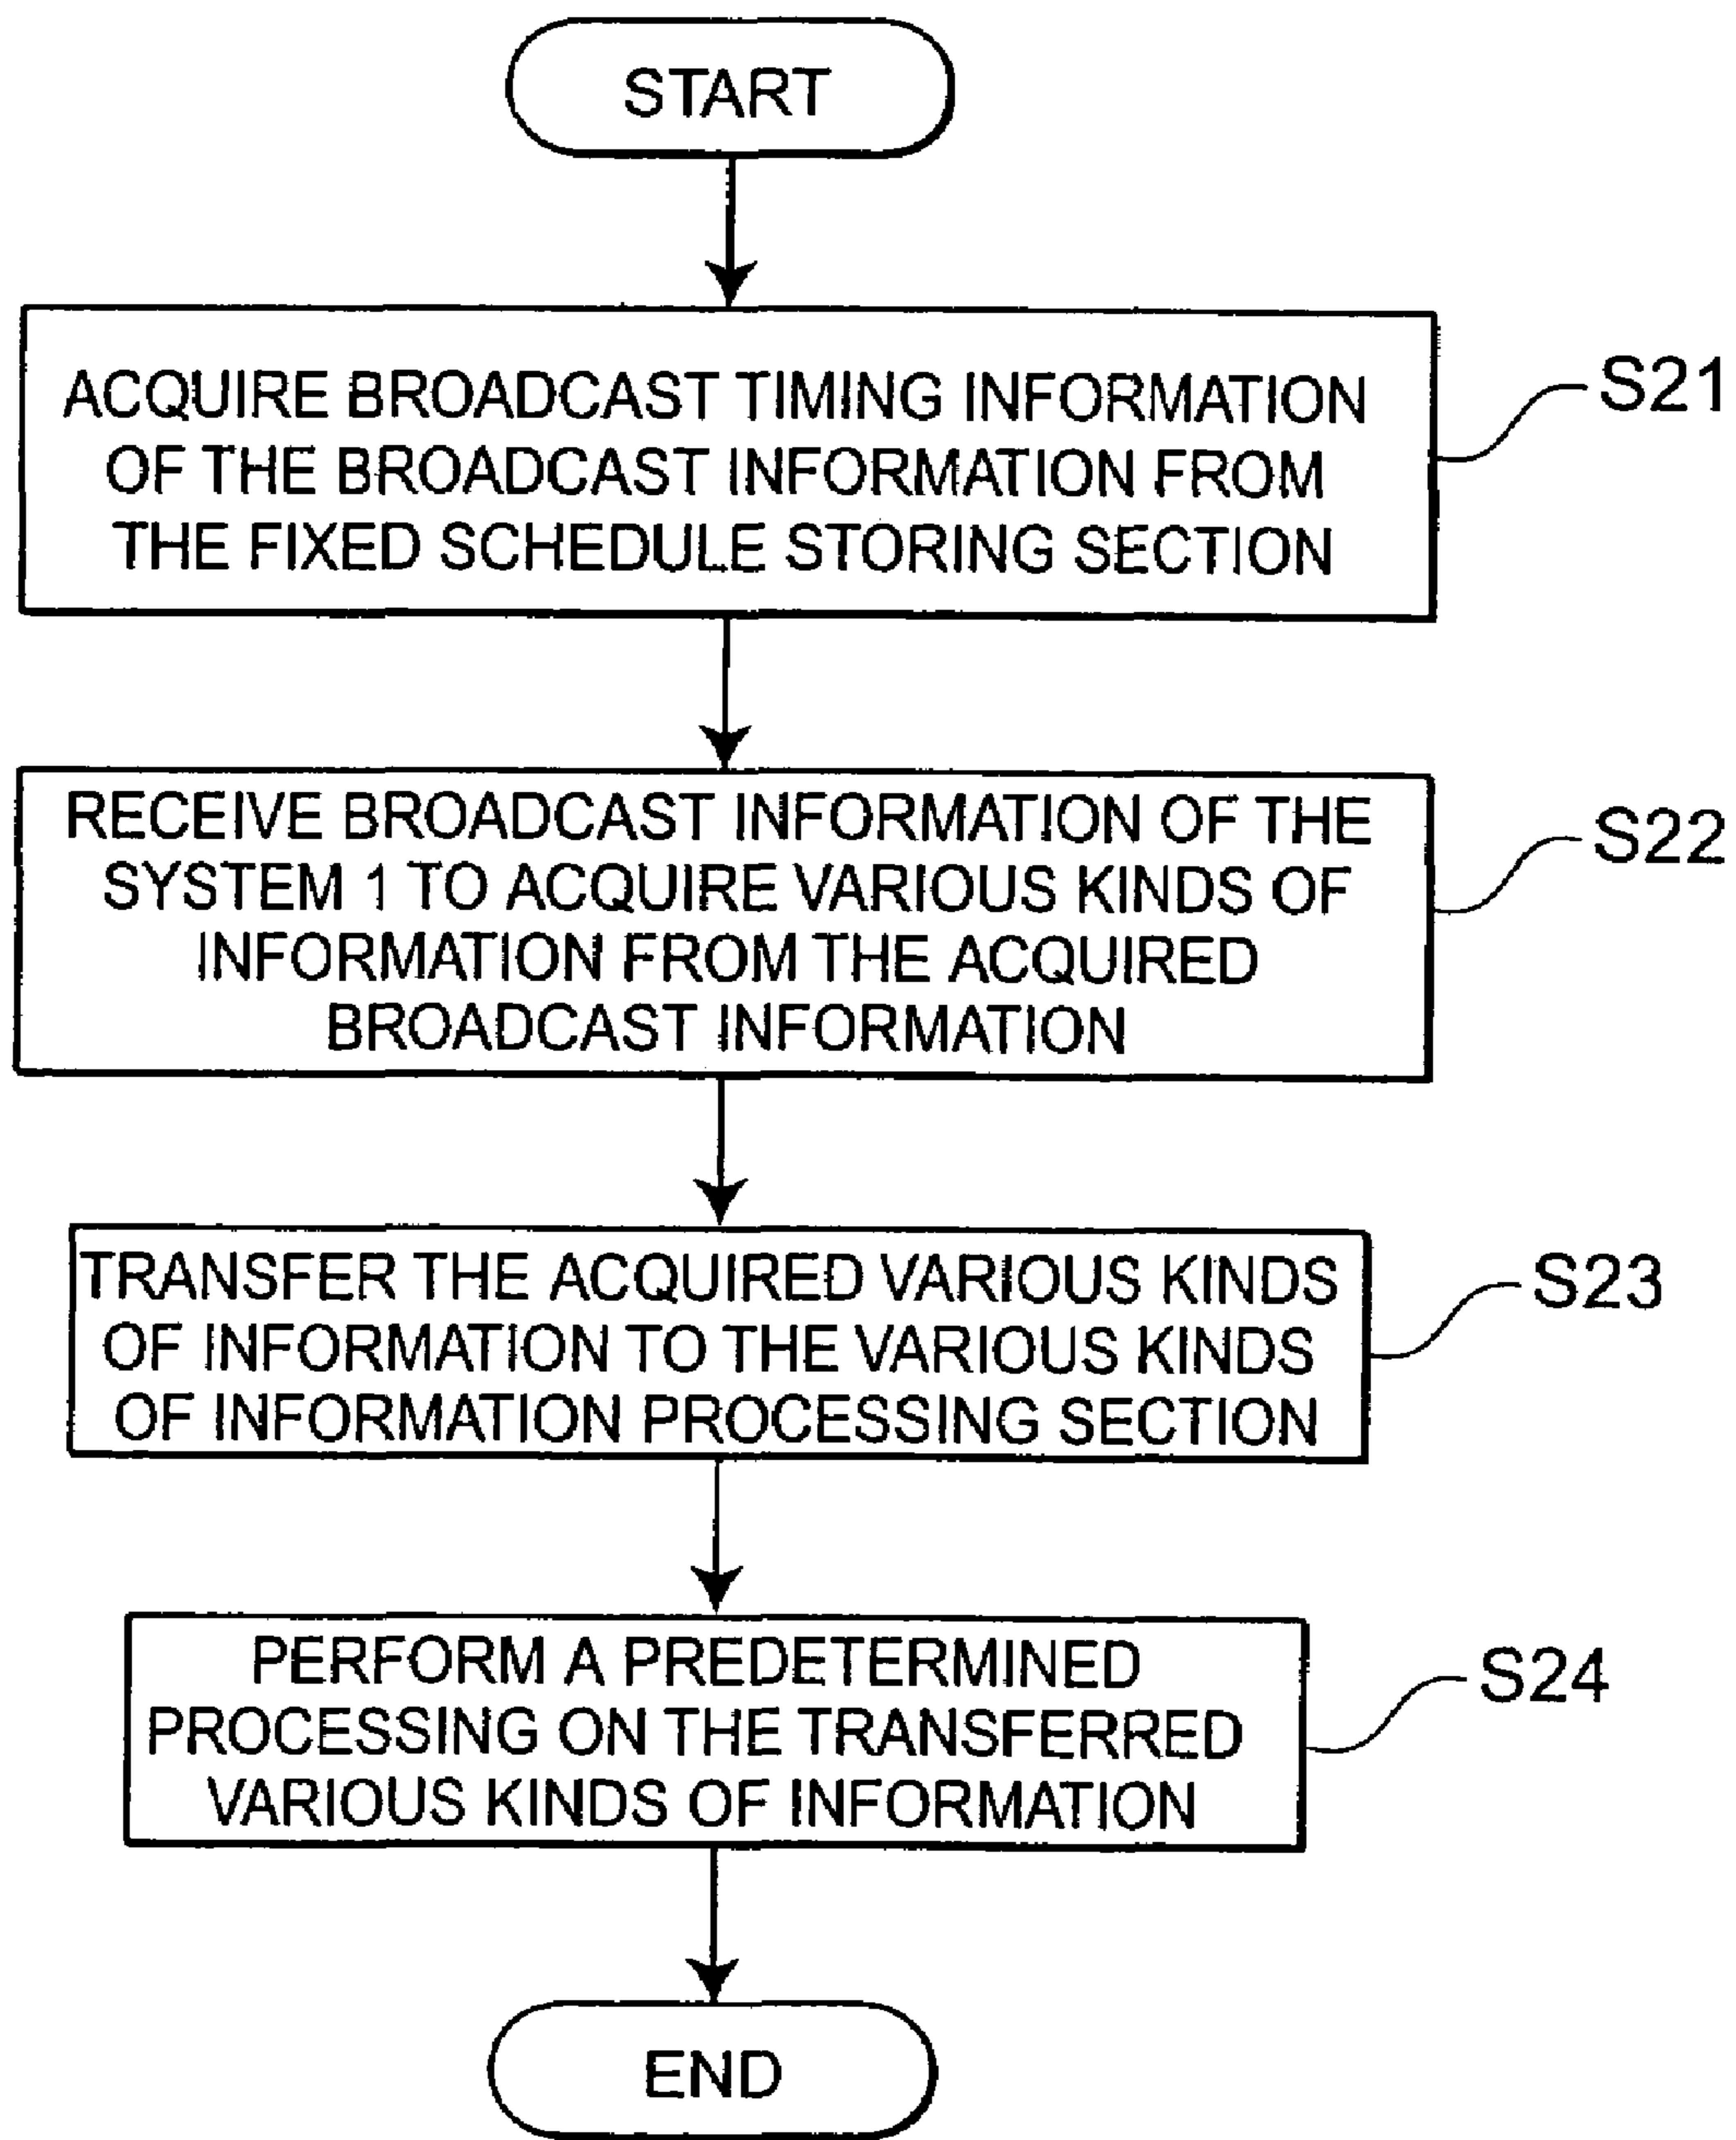 START
ACQUIRE BROADCAST TIMING INFORMATION
OF THE BROADCAST INFORMATION FROM
THE FIXED SCHEDULE STORING SECTION
S21
RECEIVE BROADCAST INFORMATION OF THE
SYSTEM 1 TO ACQUIRE VARIOUS KINDS OF
INFORMATION FROM THE ACQUIRED
BROADCAST INFORMATION
S22
TRANSFER THE ACQUIRED VARIOUS KINDS
OF INFORMATION TO THE VARIOUS KINDS
OF INFORMATION PROCESSING SECTION
S23
PERFORM A PREDETERMINED
PROCESSING ON THE TRANSFERRED
VARIOUS KINDS OF INFORMATION
S24
END